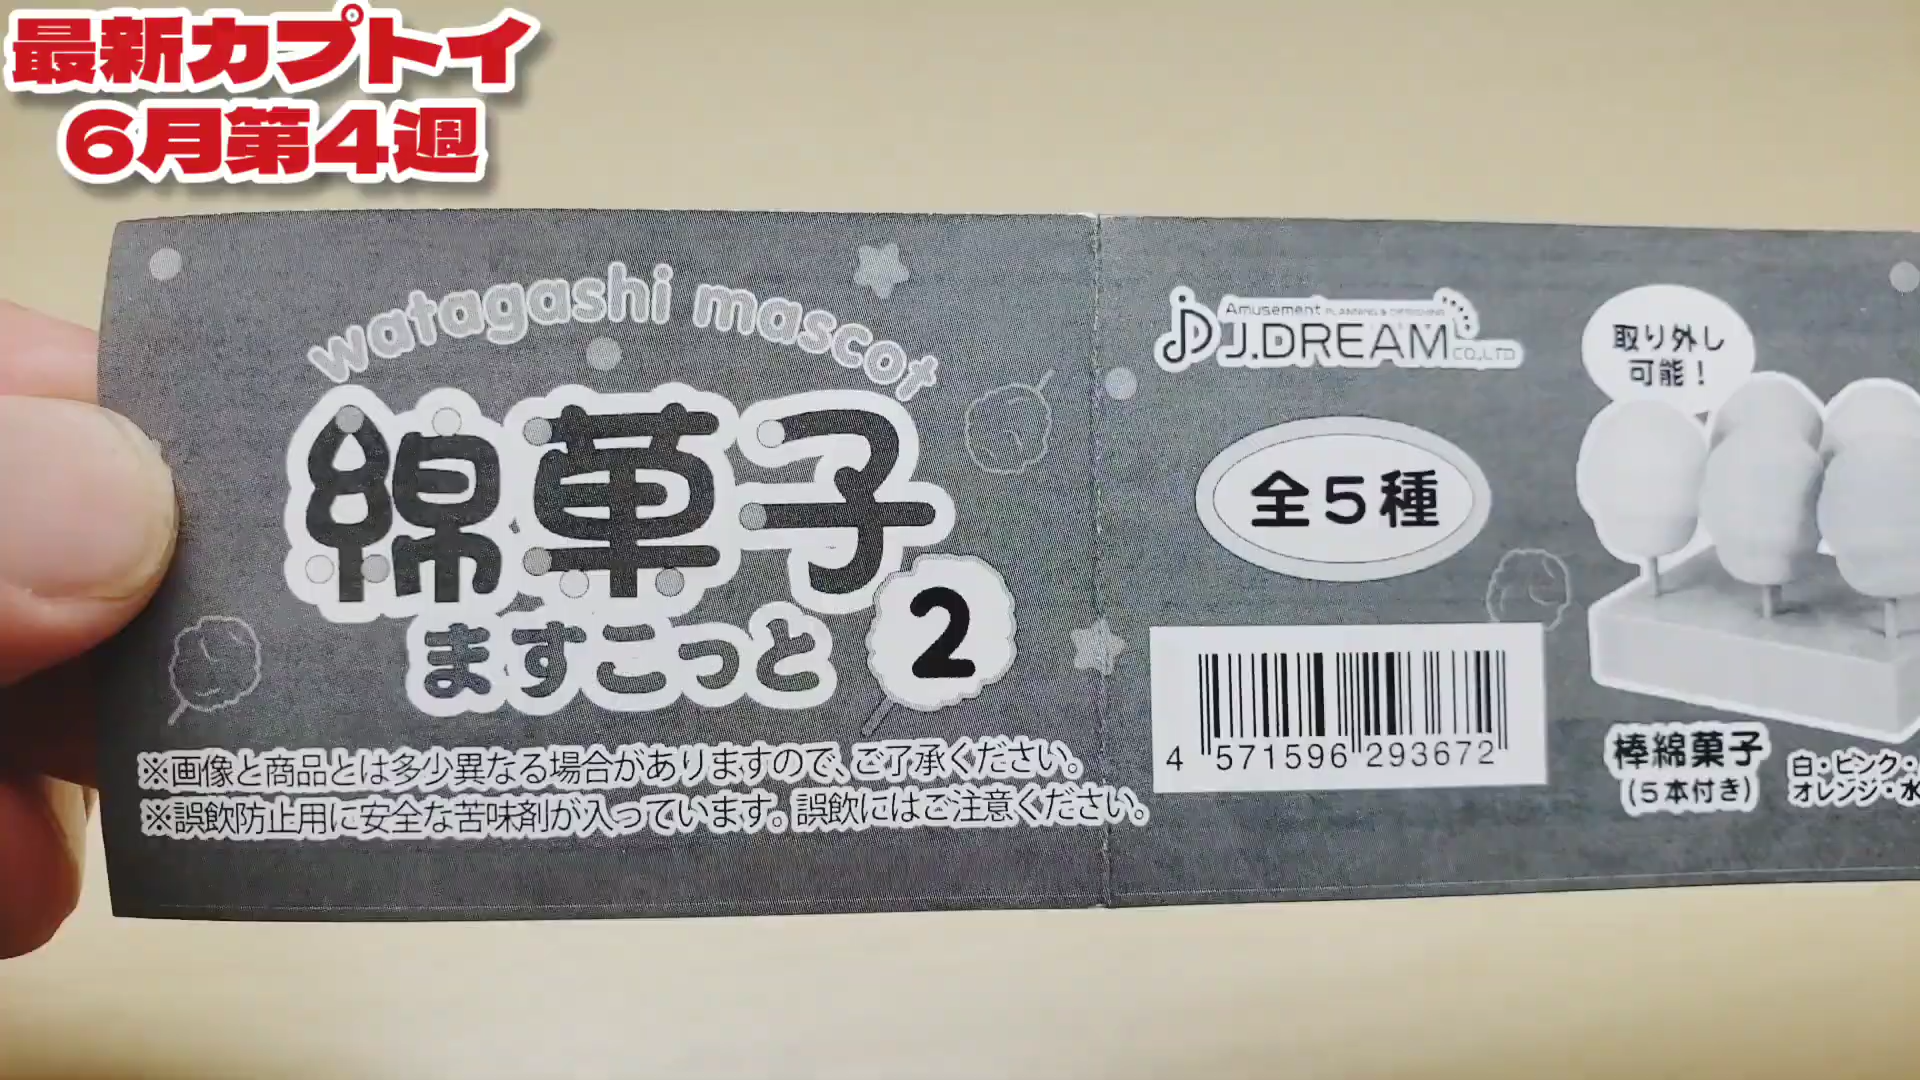 最新カプトイ
6月第4週
watagashi mascot
綿菓子
ますこっと
2
※画像と商品とは多少異なる場合がありますので、ご了承ください。
※誤飲防止用に安全な苦味剤が入っています。誤飲にはご注意ください。
Amusement PLANNING & DESIGNING
J.DREAM CO.,LTD
全5種
4 571596 293672
取り外し
可能！
棒綿菓子
(5本付き)
白・ピンク・
オレンジ・水